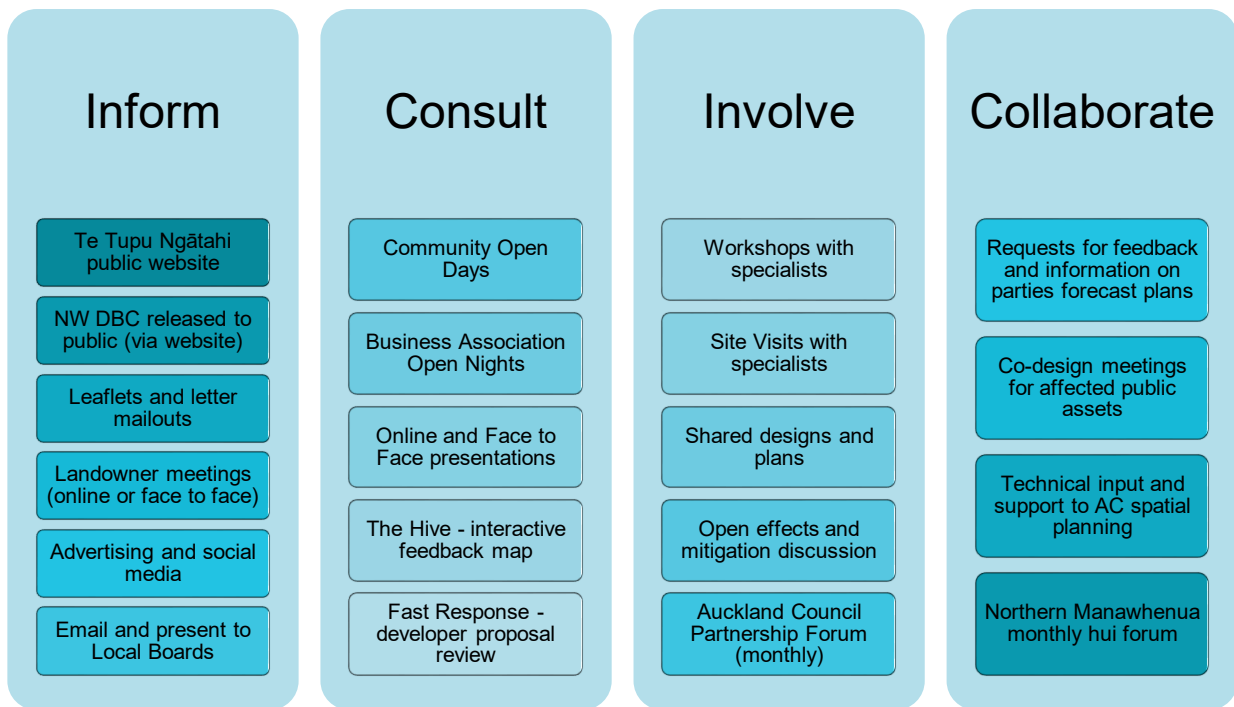 Inform
Te Tupu Ngātahi
public website
NW DBC released to
public (via website)
Leaflets and letter
mailouts
Landowner meetings
(online or face to face)
Advertising and social
media
Email and present to
Local Boards
Consult
Community Open
Days
Business Association
Open Nights
Online and Face to
Face presentations
The Hive - interactive
feedback map
Fast Response -
developer proposal
review
Involve
Workshops with
specialists
Site Visits with
specialists
Shared designs and
plans
Open effects and
mitigation discussion
Auckland Council
Partnership Forum
(monthly)
Collaborate
Requests for feedback
and information on
parties forecast plans
Co-design meetings
for affected public
assets
Technical input and
support to AC spatial
planning
Northern Manawhenua
monthly hui forum